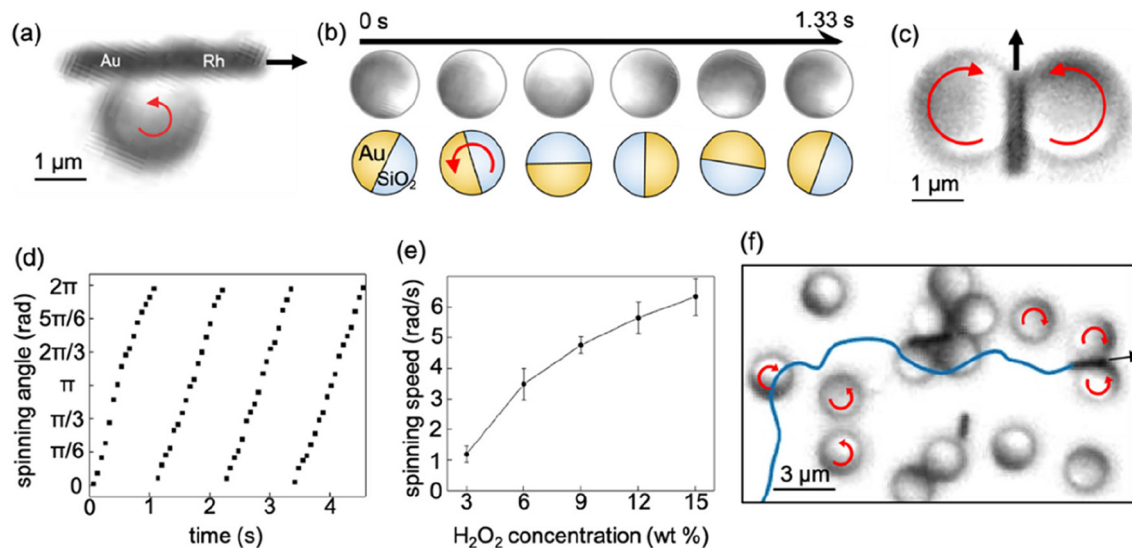 (a)
Au Rh
1 μm
(b)
0 s 1.33 s
Au
SiO₂
(c)
1 μm
(d)
spinning angle (rad)
2π
5π/6
2π/3
π
π/3
π/6
0
0 1 2 3 4
time (s)
(e)
spinning speed (rad/s)
6
5
4
3
2
1
0
3 6 9 12 15
H₂O₂ concentration (wt %)
(f)
3 μm